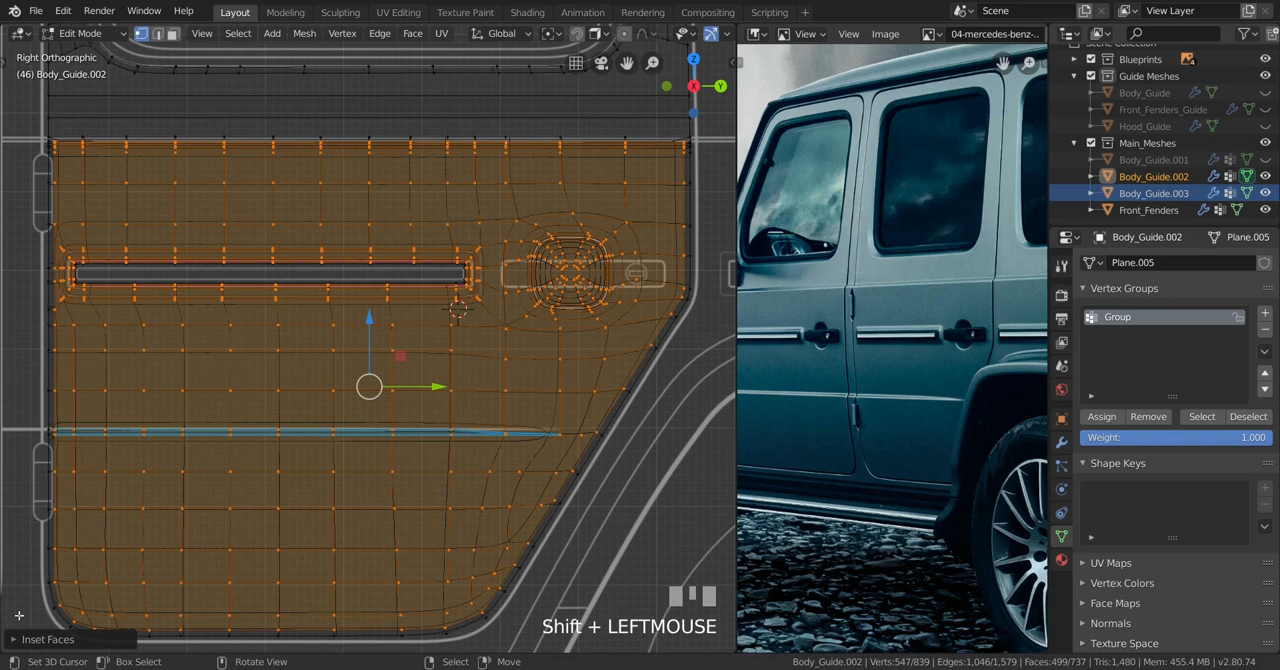 File Edit Render Window Help Layout Modeling Sculpting UV Editing Texture Paint Shading Animation Rendering Compositing Scripting + Scene View Layer
Edit Mode View Select Add Mesh Vertex Edge Face UV Global View View Image 04-mercedes-benz-..
Right Orthographic
(46) Body_Guide.002
Z
X
Y
Scene Collection
Blueprints 4
Guide Meshes
Body_Guide
Front_Fenders_Guide
Hood_Guide
Main_Meshes
Body_Guide.001
Body_Guide.002
Body_Guide.003
Front_Fenders
Body_Guide.002 Plane.005
Plane.005
Vertex Groups
Group
Assign Remove Select Deselect
Weight: 1.000
Shape Keys
UV Maps
Vertex Colors
Face Maps
Normals
Texture Space
Shift + LEFTMOUSE
Inset Faces
Set 3D Cursor Box Select Rotate View Select Move Body_Guide.002 | Verts:547/839 | Edges:1,046/1,579 | Faces:499/737 | Tris:1,480 | Mem: 455.4 MB | v2.80.74